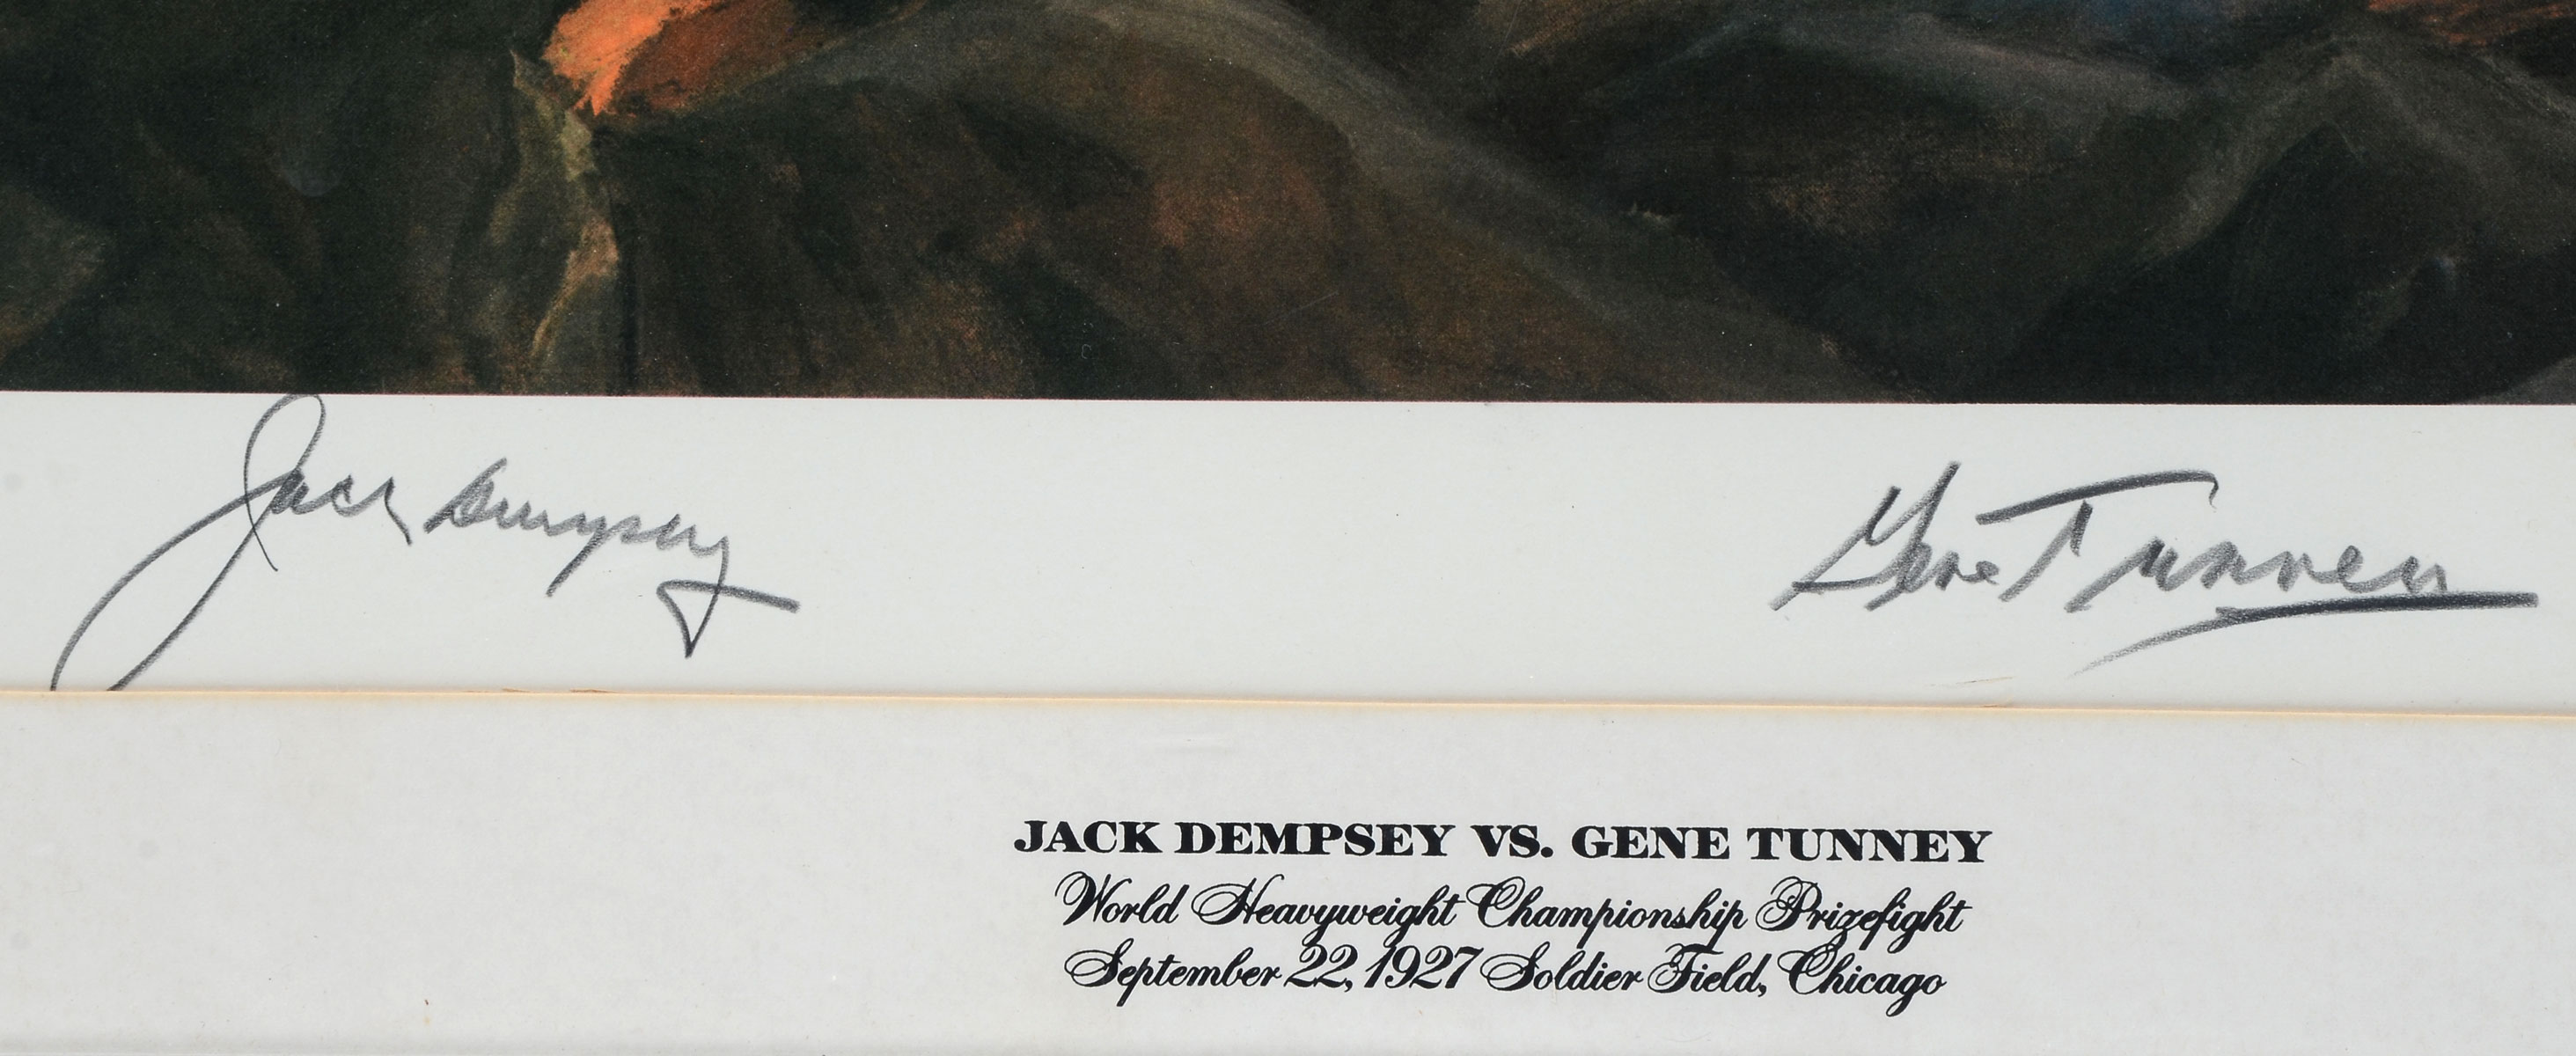 Jack Dempsey Gene Tunney
JACK DEMPSEY VS. GENE TUNNEY
World Heavyweight Championship Prizefight
September 22, 1927 Soldier Field, Chicago